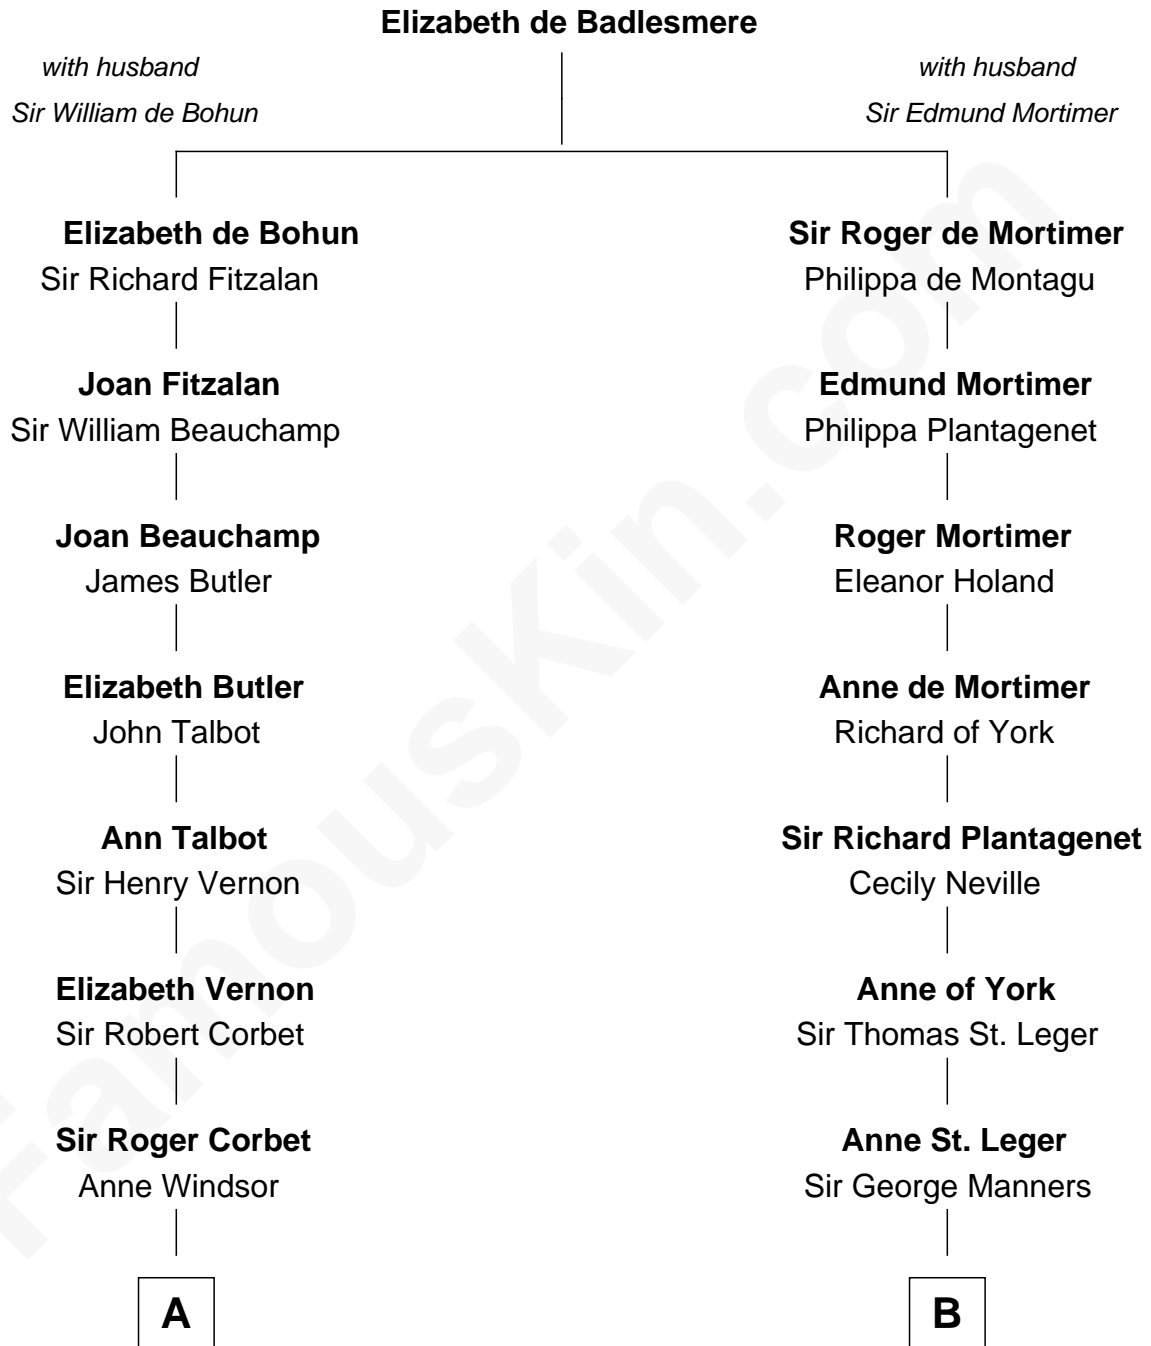 Elizabeth de Badlesmere
with husband
Sir William de Bohun
with husband
Sir Edmund Mortimer
Elizabeth de Bohun
Sir Richard Fitzalan
Sir Roger de Mortimer
Philippa de Montagu
Joan Fitzalan
Sir William Beauchamp
Edmund Mortimer
Philippa Plantagenet
Joan Beauchamp
James Butler
Roger Mortimer
Eleanor Holand
Elizabeth Butler
John Talbot
Anne de Mortimer
Richard of York
Ann Talbot
Sir Henry Vernon
Sir Richard Plantagenet
Cecily Neville
Elizabeth Vernon
Sir Robert Corbet
Anne of York
Sir Thomas St. Leger
Sir Roger Corbet
Anne Windsor
Anne St. Leger
Sir George Manners
A
B
FamousKin.com